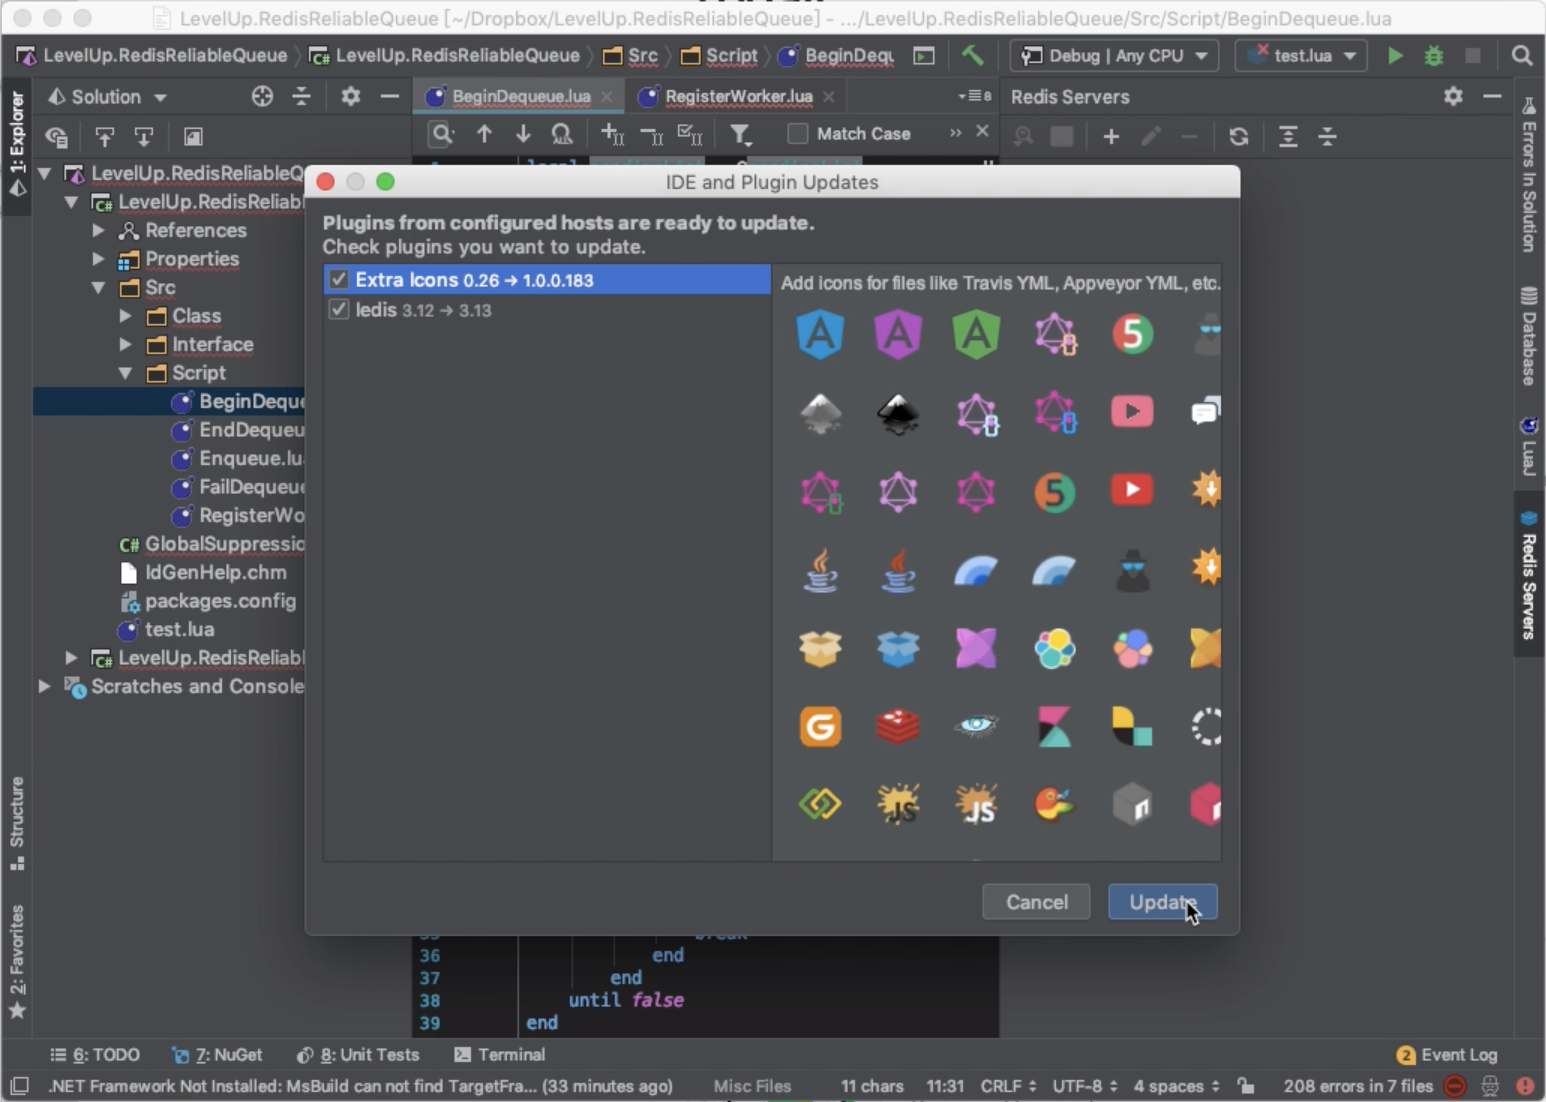 LevelUp.RedisReliableQueue [~/Dropbox/LevelUp.RedisReliableQueue] - .../LevelUp.RedisReliableQueue/Src/Script/BeginDequeue.lua
LevelUp.RedisReliableQueue LevelUp.RedisReliableQueue Src Script BeginDequ Debug | Any CPU test.lua
1: Explorer
Solution
BeginDequeue.lua
RegisterWorker.lua
8
Redis Servers
Match Case
LevelUp.RedisReliableQ
LevelUp.RedisReliabl
References
Properties
Src
Class
Interface
Script
BeginDeque
EndDequeu
Enqueue.lu
FailDequeue
RegisterWo
C# GlobalSuppressio
IdGenHelp.chm
packages.config
test.lua
LevelUp.RedisReliabl
Scratches and Console
Structure
2: Favorites
IDE and Plugin Updates
Plugins from configured hosts are ready to update.
Check plugins you want to update.
Extra Icons 0.26 → 1.0.0.183
ledis 3.12 → 3.13
Add icons for files like Travis YML, Appveyor YML, etc.
Cancel
Update
36 end
37 end
38 until false
39 end
Errors In Solution
Database
LuaJ
Redis Servers
6: TODO 7: NuGet 8: Unit Tests Terminal 2 Event Log
.NET Framework Not Installed: MsBuild can not find TargetFra... (33 minutes ago) Misc Files 11 chars 11:31 CRLF UTF-8 4 spaces 208 errors in 7 files